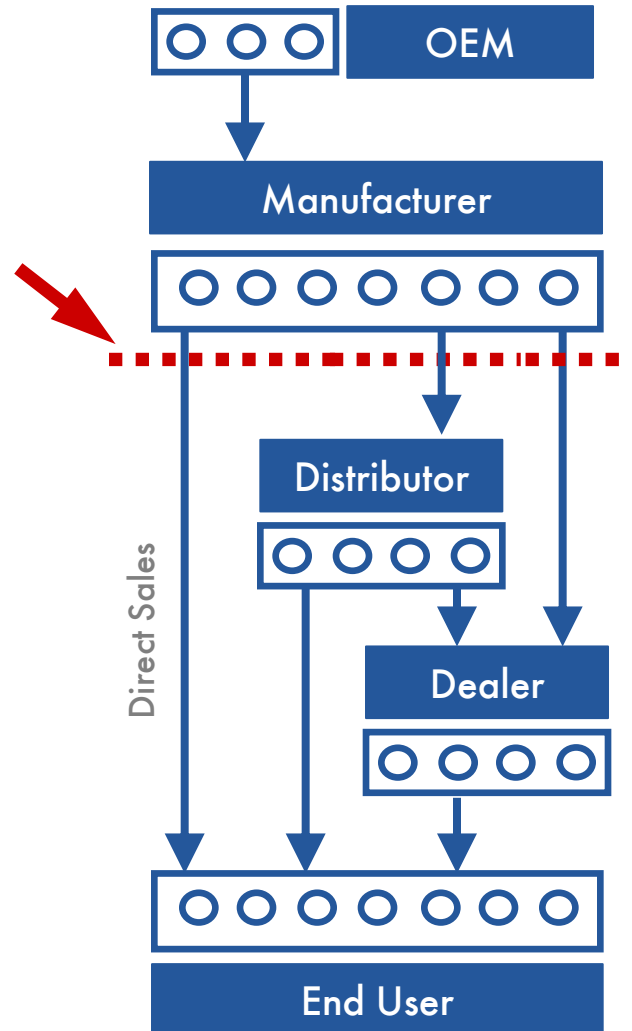 OEM
Manufacturer
Distributor
Direct Sales
Dealer
End User